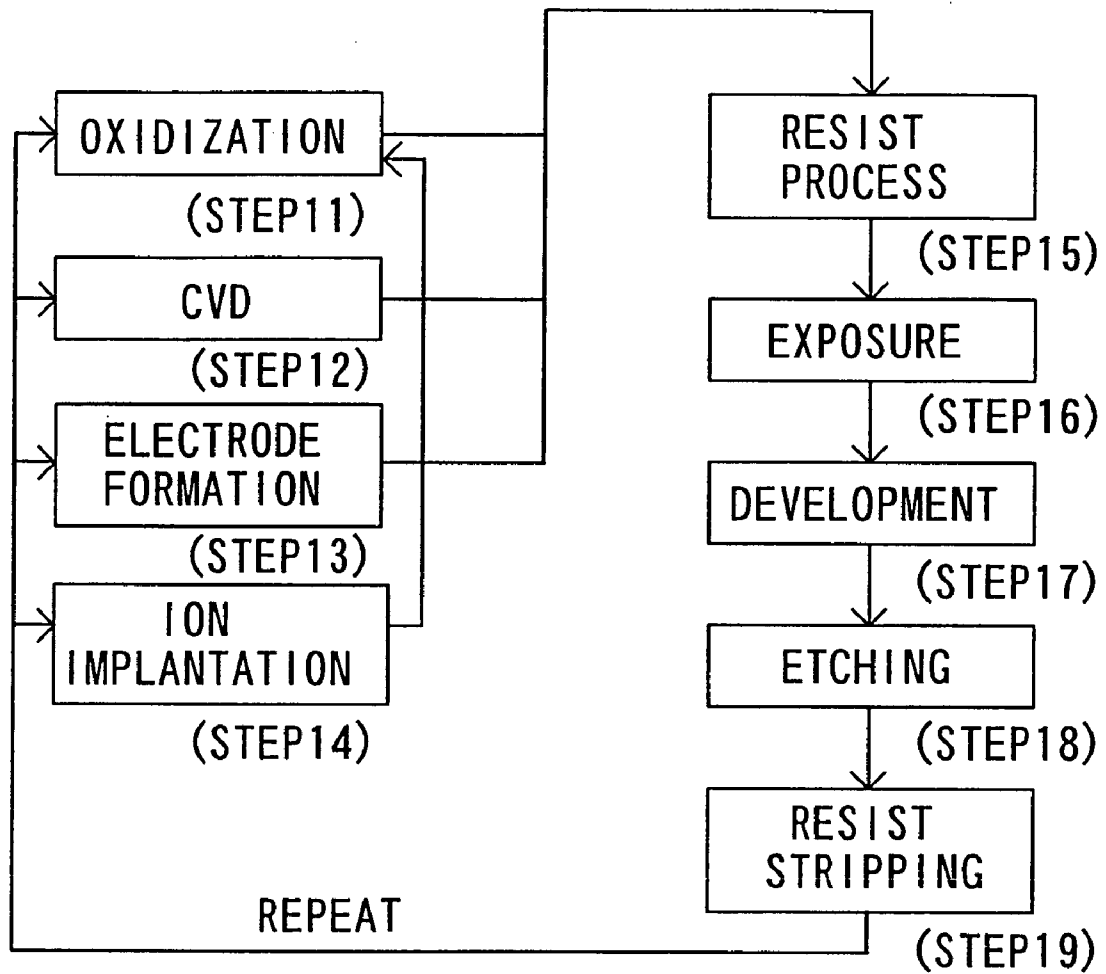 OXIDIZATION
(STEP11)
CVD
(STEP12)
ELECTRODE
FORMATION
(STEP13)
ION
IMPLANTATION
(STEP14)
RESIST
PROCESS
(STEP15)
EXPOSURE
(STEP16)
DEVELOPMENT
(STEP17)
ETCHING
(STEP18)
RESIST
STRIPPING
(STEP19)
REPEAT